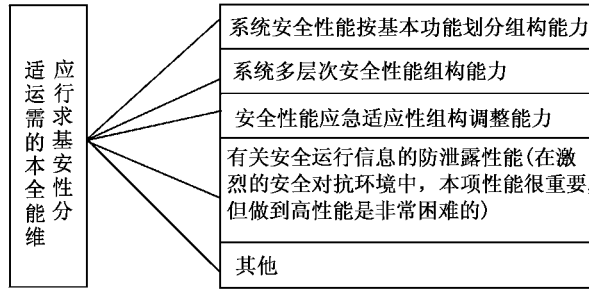 适应
运行
需求
的基
本安
全性
能分
维
系统安全性能按基本功能划分组构能力
系统多层次安全性能组构能力
安全性能应急适应性组构调整能力
有关安全运行信息的防泄露性能(在激
烈的安全对抗环境中，本项性能很重要，
但做到高性能是非常困难的)
其他